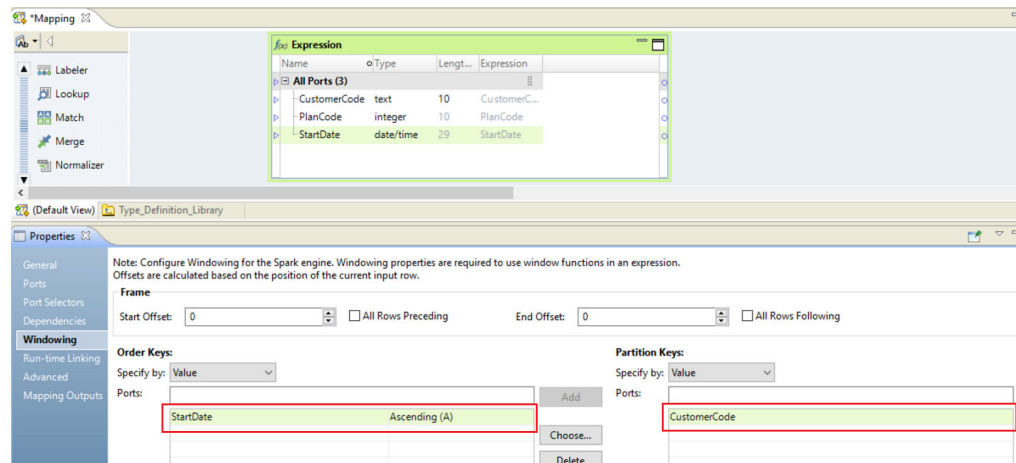 *Mapping
Ab
Labeler
Lookup
Match
Merge
Normalizer
f(x) Expression
Name Type Lengt... Expression
All Ports (3)
CustomerCode text 10 CustomerC...
PlanCode integer 10 PlanCode
StartDate date/time 29 StartDate
(Default View) Type_Definition_Library
Properties
General
Ports
Port Selectors
Dependencies
Windowing
Run-time Linking
Advanced
Mapping Outputs
Note: Configure Windowing for the Spark engine. Windowing properties are required to use window functions in an expression.
Offsets are calculated based on the position of the current input row.
Frame
Start Offset: 0 All Rows Preceding End Offset: 0 All Rows Following
Order Keys: Partition Keys:
Specify by: Value Specify by: Value
Ports: Add Ports:
StartDate Ascending (A) CustomerCode
Choose...
Delete